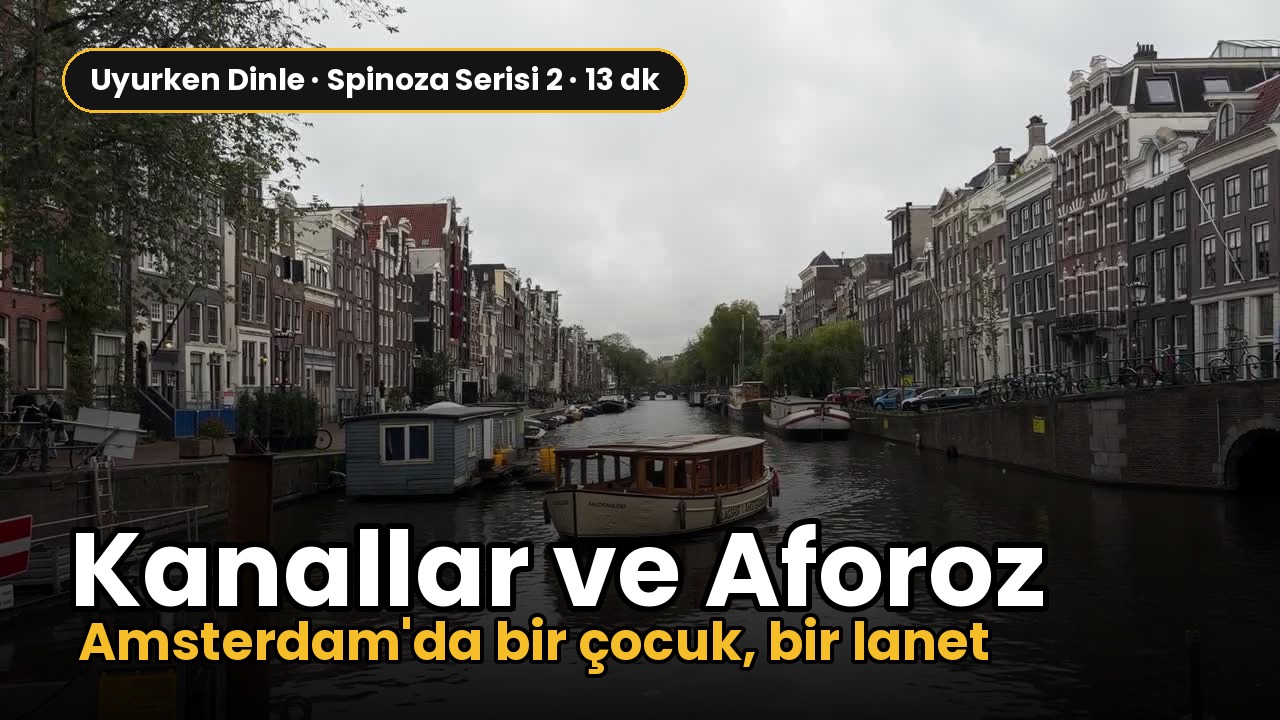 Uyurken Dinle · Spinoza Serisi 2 · 13 dk
Kanallar ve Aforoz
Amsterdam'da bir çocuk, bir lanet